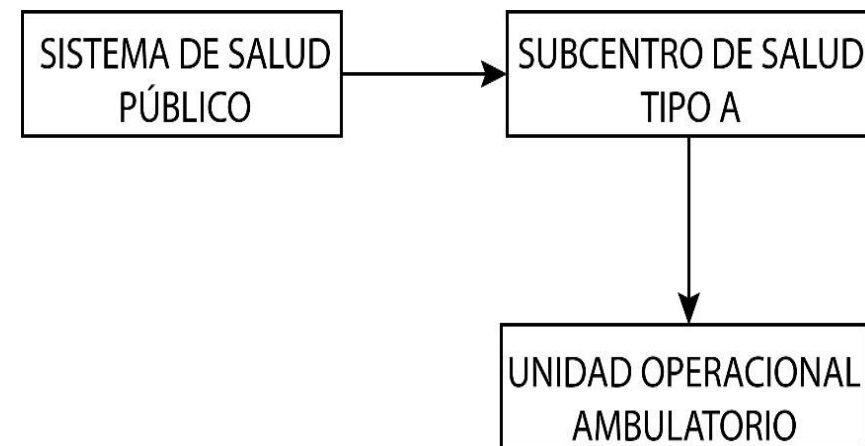 SISTEMA DE SALUD
PÚBLICO
SUBCENTRO DE SALUD
TIPO A
UNIDAD OPERACIONAL
AMBULATORIO